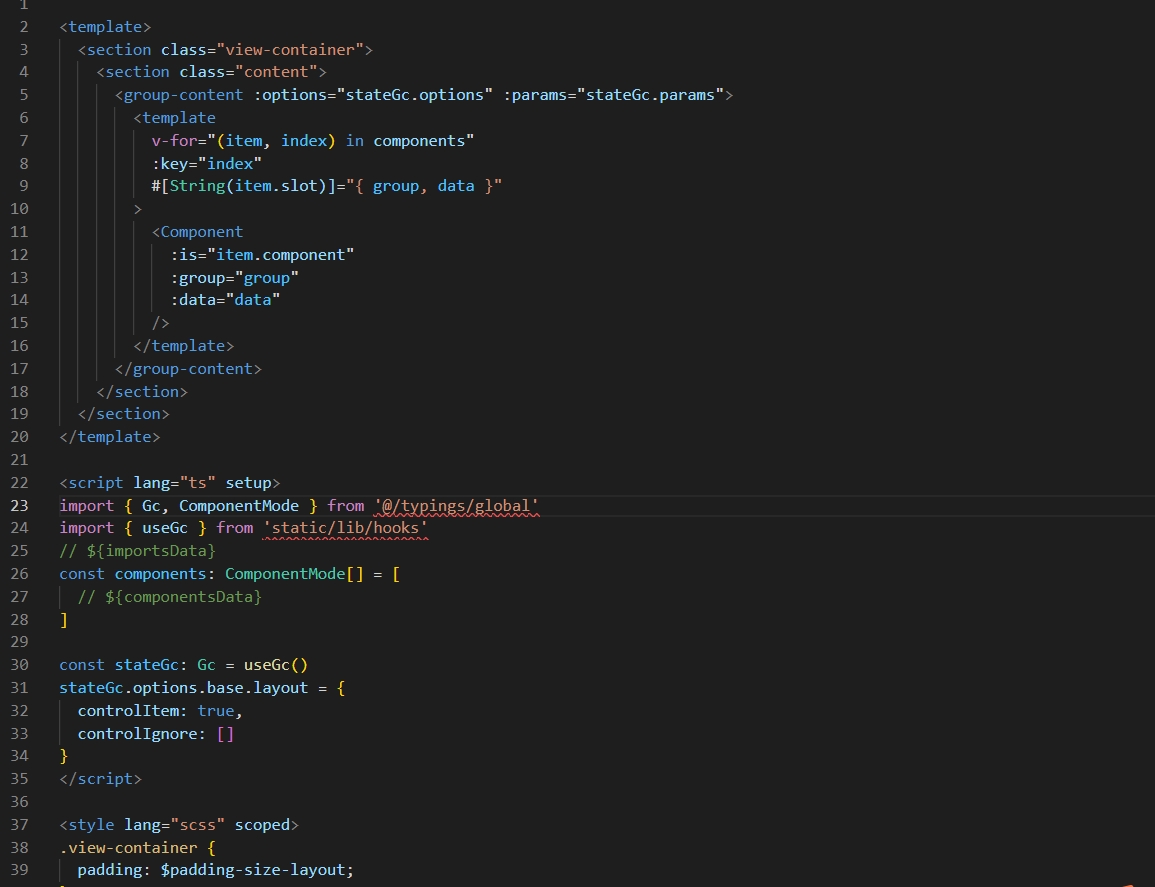 1
2 <template>
3 <section class="view-container">
4 <section class="content">
5 <group-content :options="stateGc.options" :params="stateGc.params">
6 <template
7 v-for="(item, index) in components"
8 :key="index"
9 #[String(item.slot)]="{ group, data }"
10 >
11 <Component
12 :is="item.component"
13 :group="group"
14 :data="data"
15 />
16 </template>
17 </group-content>
18 </section>
19 </section>
20 </template>
21
22 <script lang="ts" setup>
23 import { Gc, ComponentMode } from '@/typings/global'
24 import { useGc } from 'static/lib/hooks'
25 // ${importsData}
26 const components: ComponentMode[] = [
27 // ${componentsData}
28 ]
29
30 const stateGc: Gc = useGc()
31 stateGc.options.base.layout = {
32 controlItem: true,
33 controlIgnore: []
34 }
35 </script>
36
37 <style lang="scss" scoped>
38 .view-container {
39 padding: $padding-size-layout;